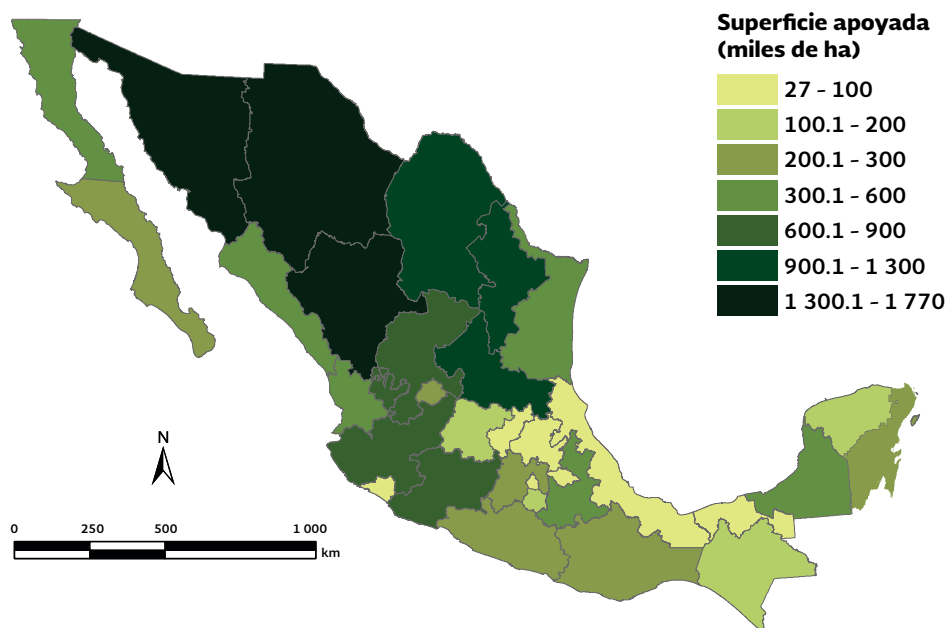 Superficie apoyada
(miles de ha)
27 - 100
100.1 - 200
200.1 - 300
300.1 - 600
600.1 - 900
900.1 - 1 300
1 300.1 - 1 770
N
0 250 500 1 000
km